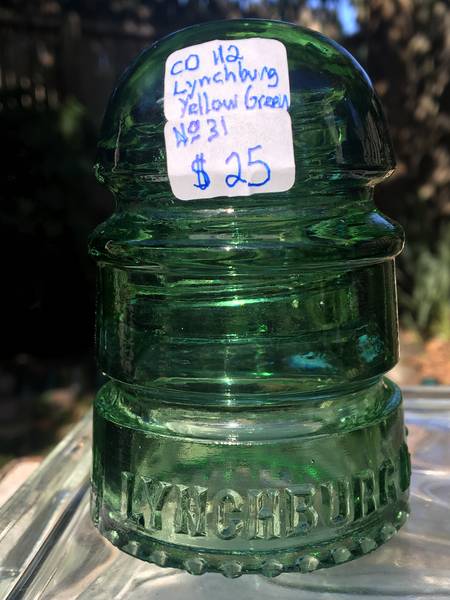 CD 112
Lynchburg
Yellow Green
No 31
$ 25
LYNCHBURG